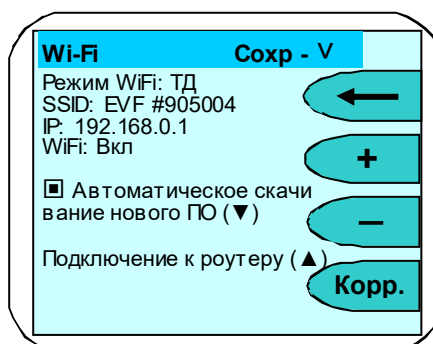 Wi-Fi Сохр - V
Режим WiFi: ТД
SSID: EVF #905004
IP: 192.168.0.1
WiFi: Вкл
+
▣ Автоматическое скачи
вание нового ПО (▼)
–
Подключение к роутеру (▲)
Корр.